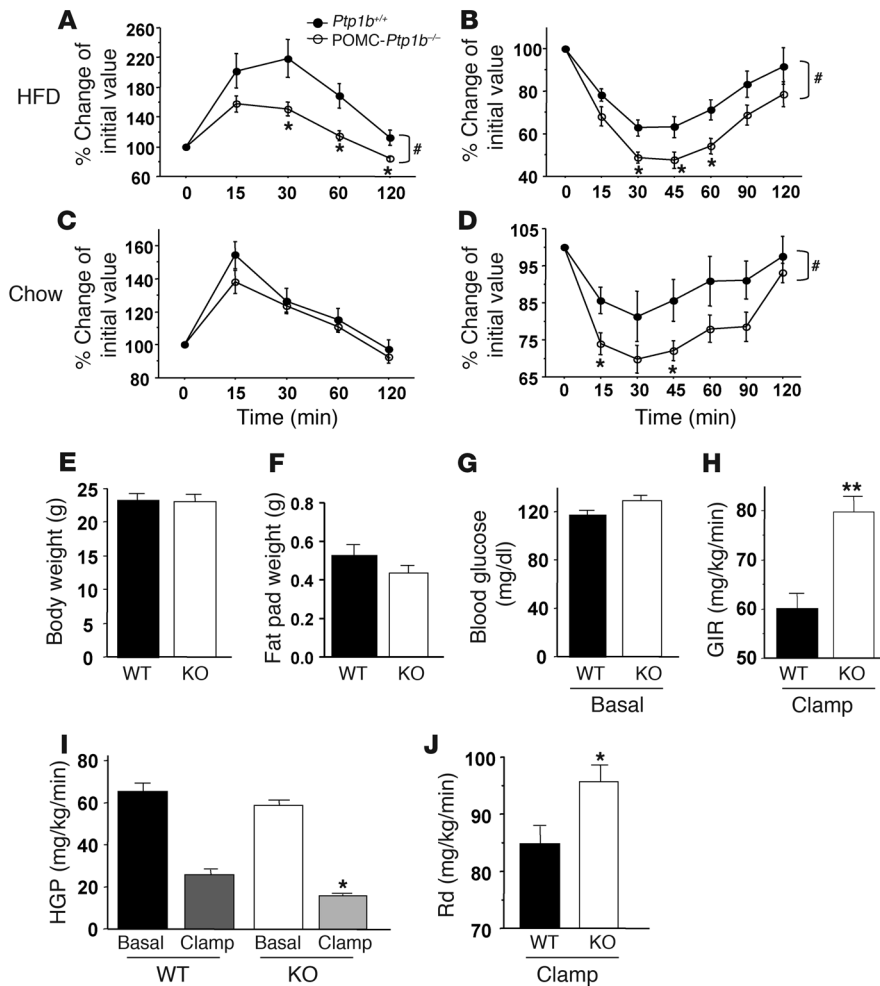 A
B
Ptp1b+/+
POMC-Ptp1b−/−
HFD
% Change of
initial value
260
220
180
140
100
60
0 15 30 60 120
* * *
#
% Change of
initial value
100
80
60
40
0 15 30 45 60 90 120
* * *
#
C
D
Chow
% Change of
initial value
160
140
120
100
80
0 15 30 60 120
Time (min)
% Change of
initial value
105
95
85
75
65
0 15 30 45 60 90 120
* *
#
Time (min)
E
Body weight (g)
25
20
15
10
5
0
WT KO
F
Fat pad weight (g)
0.8
0.6
0.4
0.2
0.0
WT KO
G
Blood glucose
(mg/dl)
120
80
40
0
WT KO
Basal
H
GIR (mg/kg/min)
80
70
60
50
**
WT KO
Clamp
I
HGP (mg/kg/min)
80
60
40
20
0
*
Basal Clamp Basal Clamp
WT KO
J
Rd (mg/kg/min)
100
90
80
70
*
WT KO
Clamp